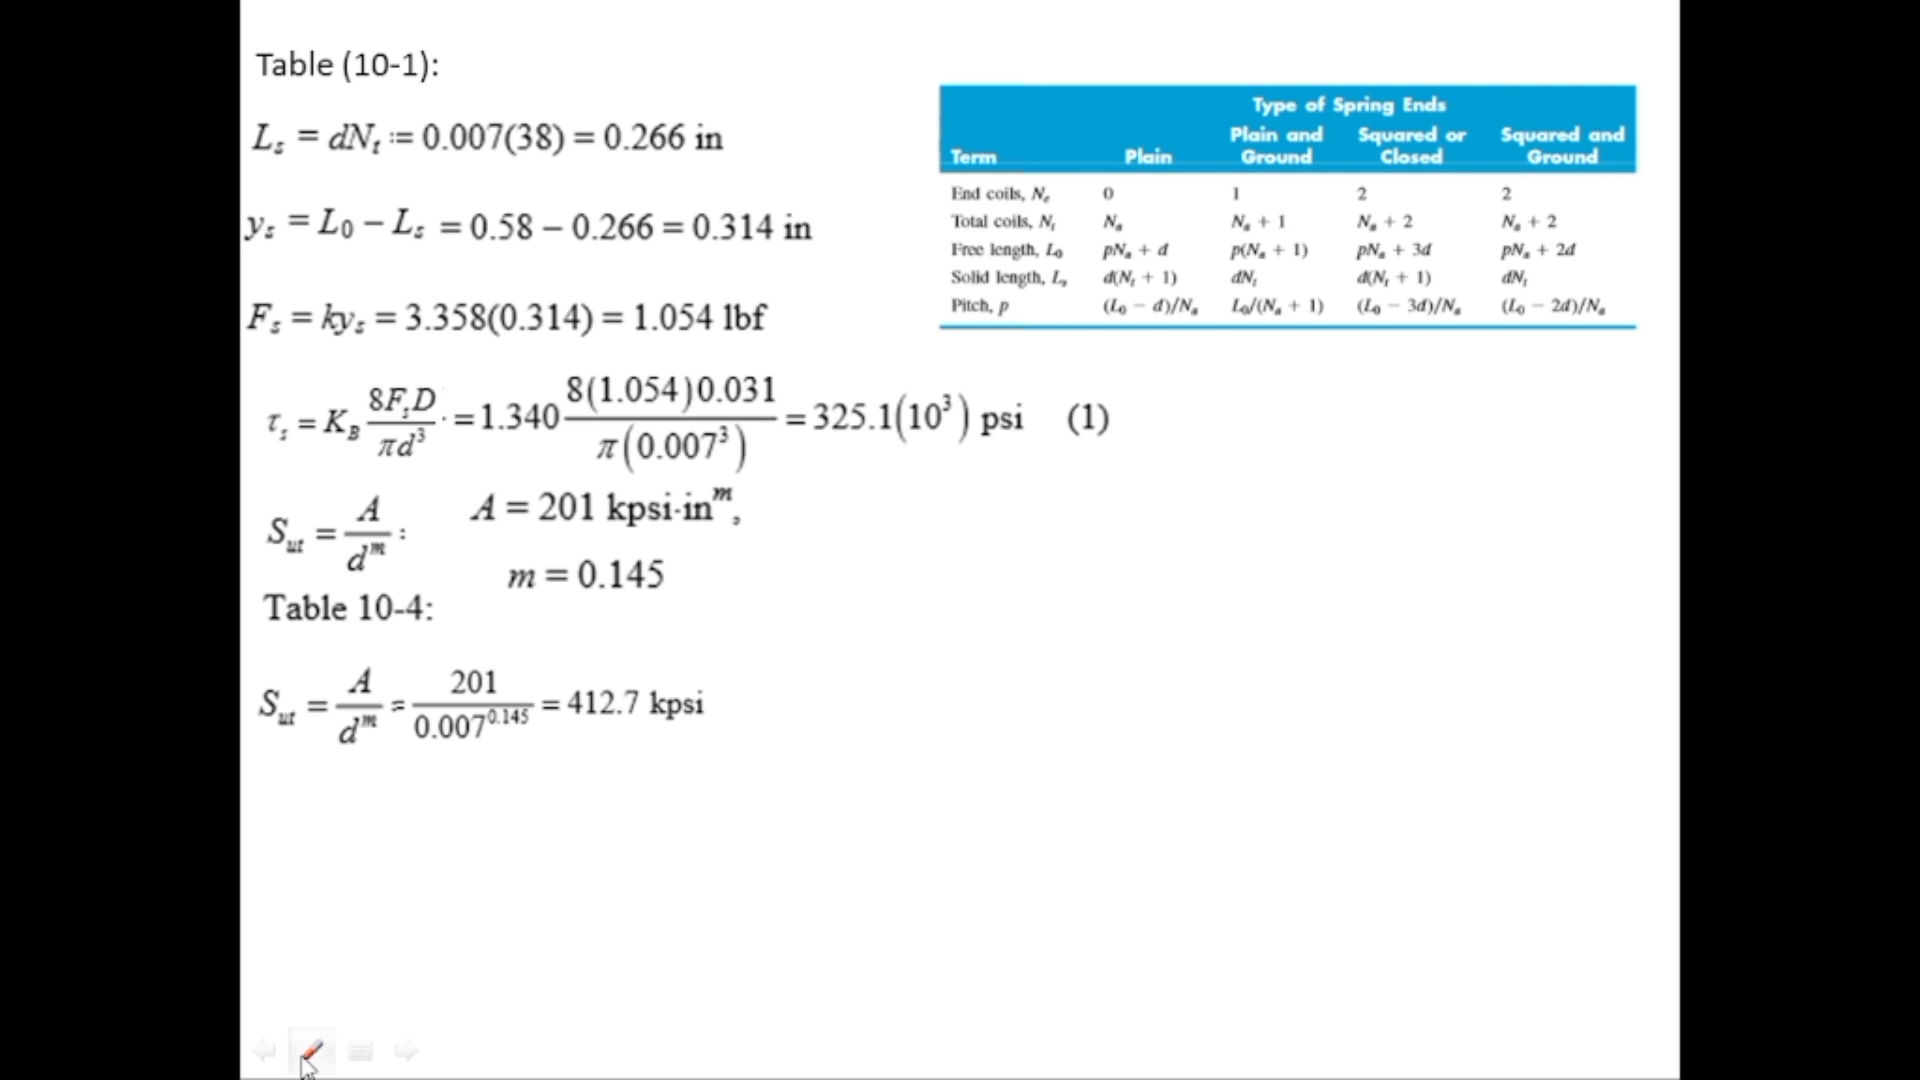 Table (10-1):
L_s = dN_t := 0.007(38) = 0.266 in
y_s = L_0 − L_s = 0.58 − 0.266 = 0.314 in
F_s = ky_s = 3.358(0.314) = 1.054 lbf
τ_s = K_B 8F_sD / πd³ = 1.340 8(1.054)0.031 / π(0.007³) = 325.1(10³) psi (1)
S_ut = A / d^m : A = 201 kpsi·in^m,
m = 0.145
Table 10-4:
S_ut = A / d^m = 201 / 0.007^0.145 = 412.7 kpsi
Type of Spring Ends
Term Plain Plain and Ground Squared or Closed Squared and Ground
End coils, N_e 0 1 2 2
Total coils, N_t N_a N_a + 1 N_a + 2 N_a + 2
Free length, L_0 pN_a + d p(N_a + 1) pN_a + 3d pN_a + 2d
Solid length, L_s d(N_t + 1) dN_t d(N_t + 1) dN_t
Pitch, p (L_0 − d)/N_a L_0/(N_a + 1) (L_0 − 3d)/N_a (L_0 − 2d)/N_a